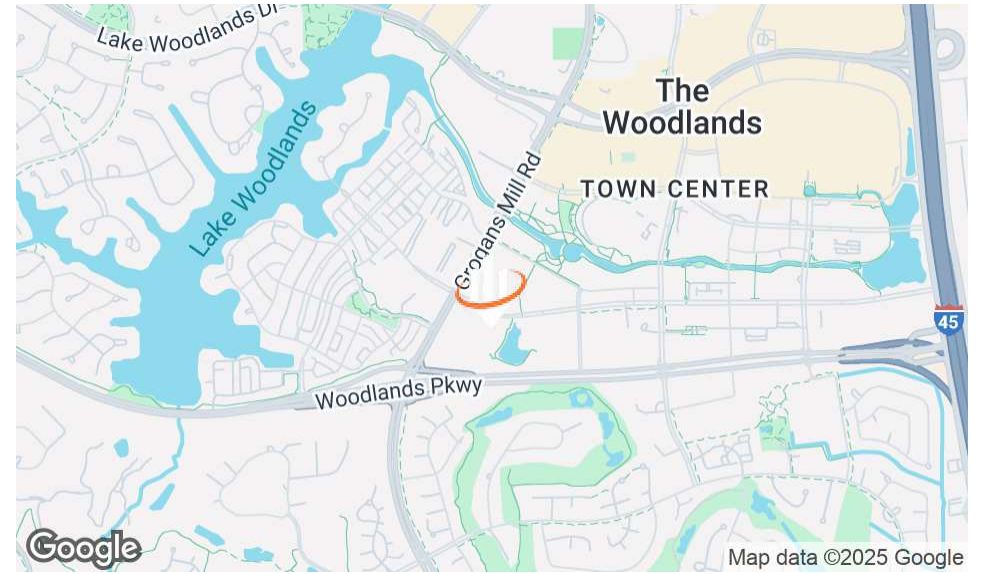 Lake Woodlands Dr
Lake Woodlands
The
Woodlands
TOWN CENTER
Grogans Mill Rd
45
Woodlands Pkwy
Google
Map data ©2025 Google